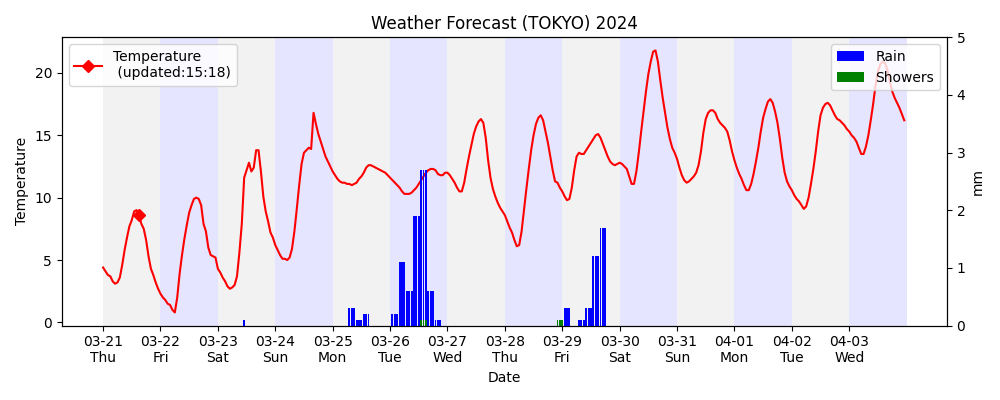 Weather Forecast (TOKYO) 2024
Temperature
(updated:15:18)
Rain
Showers
Temperature
20
15
10
5
0
5
4
3
2
1
0
mm
03-21 03-22 03-23 03-24 03-25 03-26 03-27 03-28 03-29 03-30 03-31 04-01 04-02 04-03
Thu Fri Sat Sun Mon Tue Wed Thu Fri Sat Sun Mon Tue Wed
Date